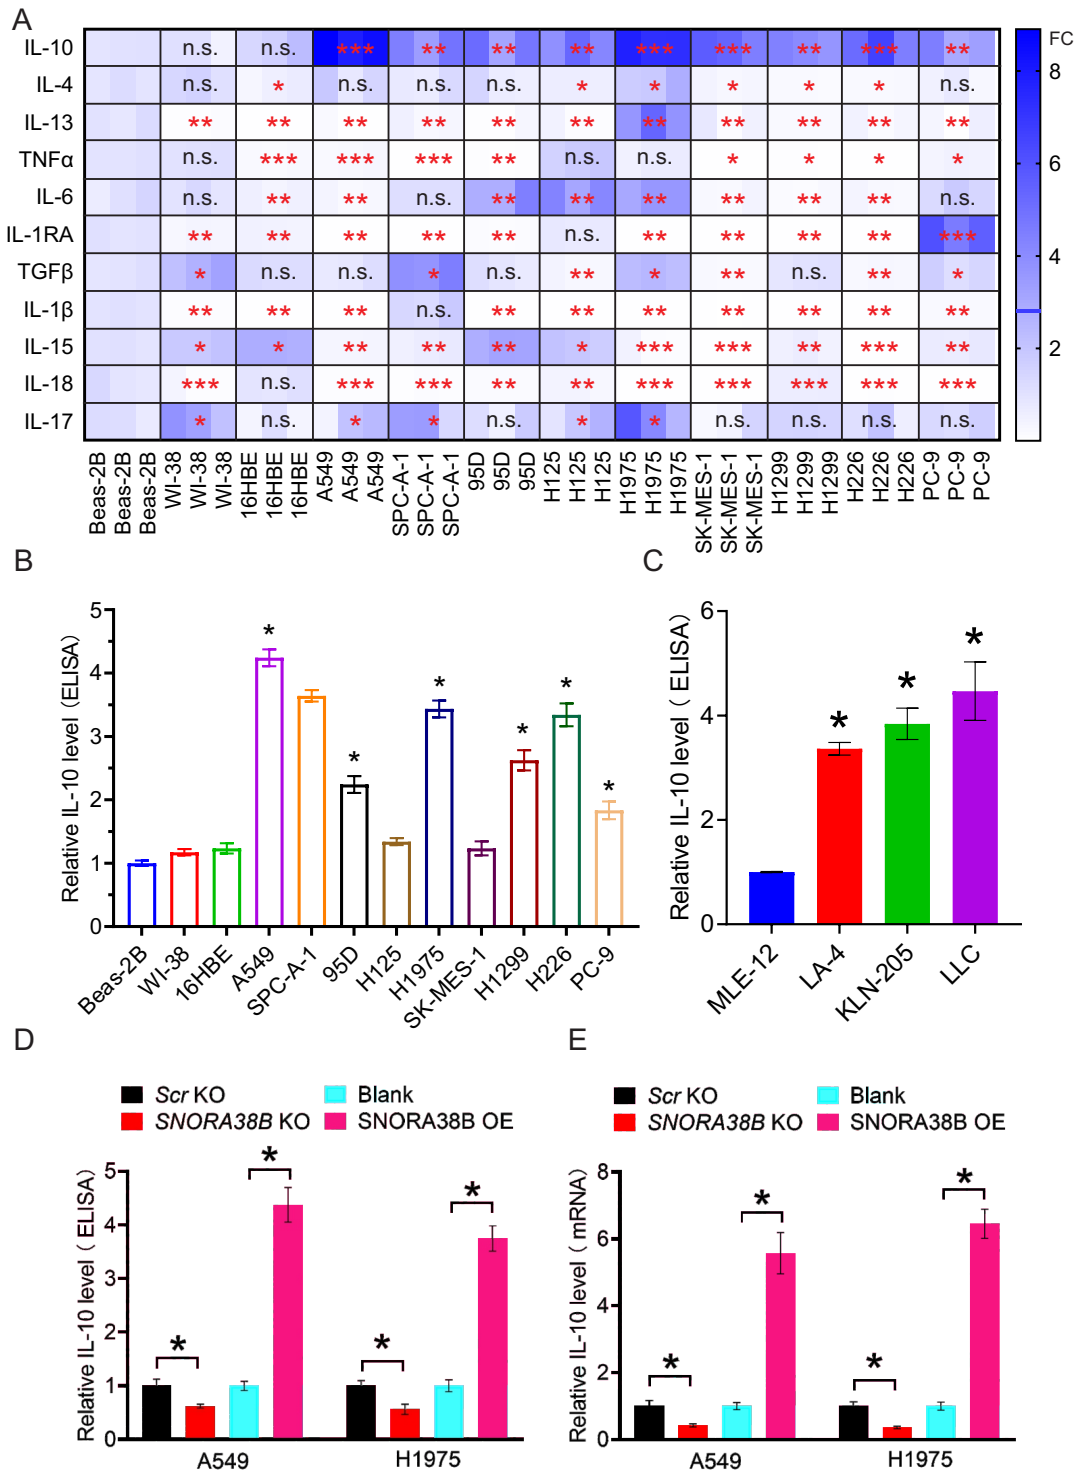 A
FC
IL-10 n.s. n.s. *** ** ** ** *** *** ** *** **
IL-4 n.s. * n.s. n.s. n.s. * * * * * n.s.
IL-13 ** ** ** ** ** ** ** ** ** ** **
TNFα n.s. *** *** *** ** n.s. n.s. * * * *
IL-6 n.s. ** ** n.s. ** ** ** ** ** ** n.s.
IL-1RA ** ** ** ** ** n.s. ** ** ** ** ***
TGFβ * n.s. n.s. * n.s. ** * ** n.s. ** *
IL-1β ** ** ** n.s. ** ** ** ** ** ** **
IL-15 * * ** ** ** * *** *** ** *** **
IL-18 *** n.s. *** *** ** ** *** *** *** *** ***
IL-17 * n.s. * * n.s. * * n.s. n.s. n.s. n.s.
8
6
4
2
Beas-2B Beas-2B Beas-2B WI-38 WI-38 WI-38 16HBE 16HBE 16HBE A549 A549 A549 SPC-A-1 SPC-A-1 SPC-A-1 95D 95D 95D H125 H125 H125 H1975 H1975 H1975 SK-MES-1 SK-MES-1 SK-MES-1 H1299 H1299 H1299 H226 H226 H226 PC-9 PC-9 PC-9
B
Relative IL-10 level (ELISA)
5
4
3
2
1
0
* * * * * *
Beas-2B WI-38 16HBE A549 SPC-A-1 95D H125 H1975 SK-MES-1 H1299 H226 PC-9
C
Relative IL-10 level ( ELISA)
6
4
2
0
* * *
MLE-12 LA-4 KLN-205 LLC
D
Scr KO Blank
SNORA38B KO SNORA38B OE
Relative IL-10 level ( ELISA)
5
4
3
2
1
0
* * * *
A549 H1975
E
Scr KO Blank
SNORA38B KO SNORA38B OE
Relative IL-10 level ( mRNA)
8
6
4
2
0
* * * *
A549 H1975